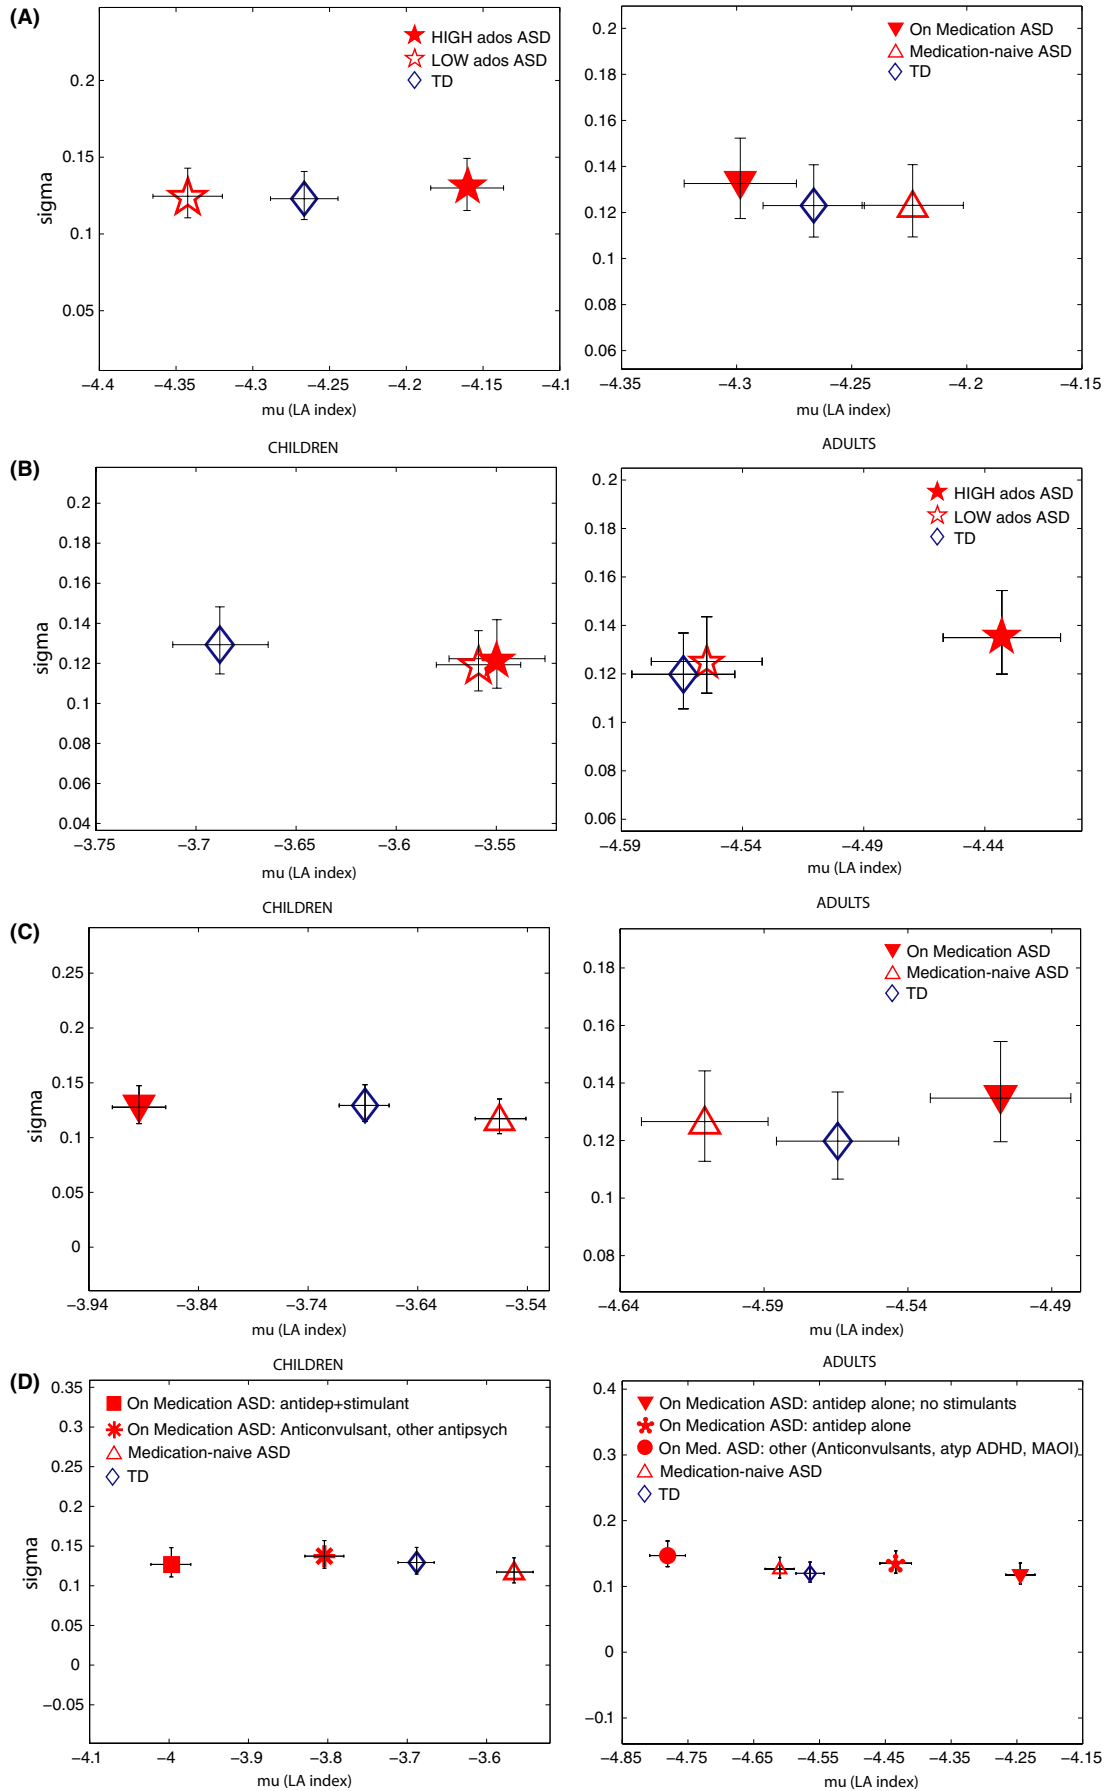 (A)
HIGH ados ASD
LOW ados ASD
TD
0.2
0.15
0.1
0.05
sigma
−4.4 −4.35 −4.3 −4.25 −4.2 −4.15 −4.1
mu (LA index)
On Medication ASD
Medication-naive ASD
TD
0.2
0.18
0.16
0.14
0.12
0.1
0.08
0.06
−4.35 −4.3 −4.25 −4.2 −4.15
mu (LA index)
(B)
CHILDREN
0.2
0.18
0.16
0.14
0.12
0.1
0.08
0.06
0.04
sigma
−3.75 −3.7 −3.65 −3.6 −3.55
mu (LA index)
ADULTS
HIGH ados ASD
LOW ados ASD
TD
0.2
0.18
0.16
0.14
0.12
0.1
0.08
0.06
−4.59 −4.54 −4.49 −4.44
mu (LA index)
(C)
CHILDREN
0.25
0.2
0.15
0.1
0.05
0
sigma
−3.94 −3.84 −3.74 −3.64 −3.54
mu (LA index)
ADULTS
On Medication ASD
Medication-naive ASD
TD
0.18
0.16
0.14
0.12
0.1
0.08
−4.64 −4.59 −4.54 −4.49
mu (LA index)
(D)
CHILDREN
On Medication ASD: antidep+stimulant
On Medication ASD: Anticonvulsant, other antipsych
Medication-naive ASD
TD
0.35
0.3
0.25
0.2
0.15
0.1
0.05
0
−0.05
sigma
−4.1 −4 −3.9 −3.8 −3.7 −3.6
mu (LA index)
ADULTS
On Medication ASD: antidep alone; no stimulants
On Medication ASD: antidep alone
On Med. ASD: other (Anticonvulsants, atyp ADHD, MAOI)
Medication-naive ASD
TD
0.4
0.3
0.2
0.1
0
−0.1
−4.85 −4.75 −4.65 −4.55 −4.45 −4.35 −4.25 −4.15
mu (LA index)